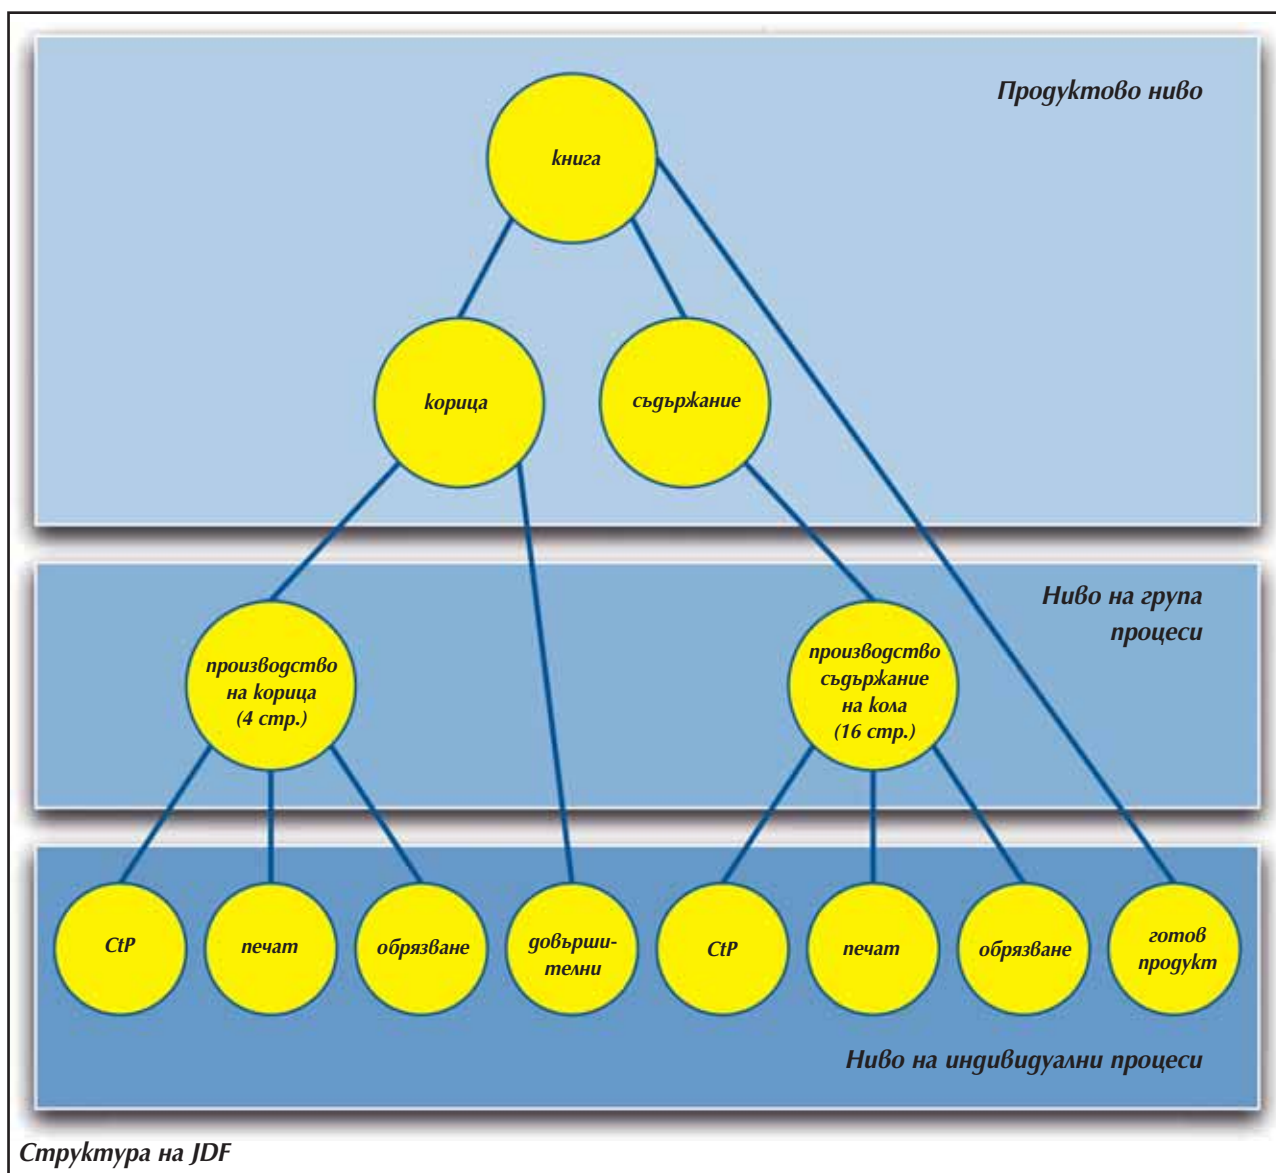 Продуктово ниво
книга
корица
съдържание
Ниво на група
процеси
производство
на корица
(4 стр.)
производство
съдържание
на кола
(16 стр.)
CtP
печат
обрязване
довърши-
телни
CtP
печат
обрязване
готов
продукт
Ниво на индивидуални процеси
Структура на JDF